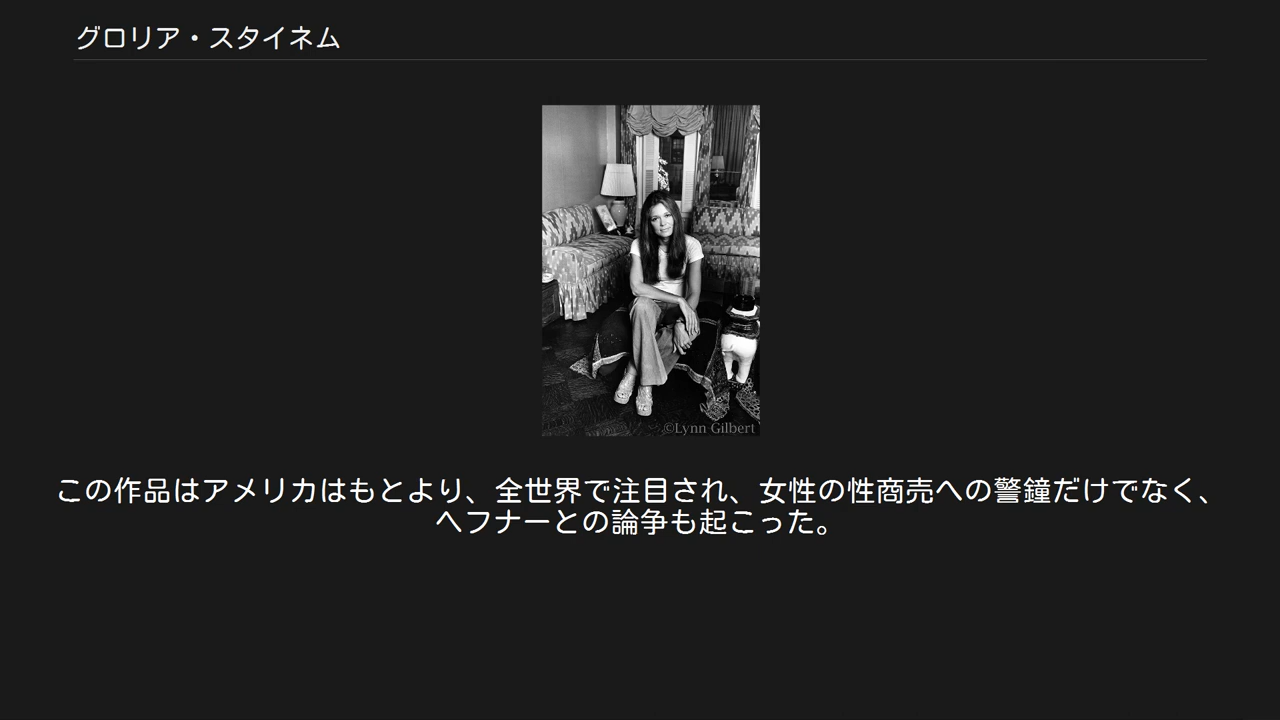 グロリア・スタイネム
©Lynn Gilbert
この作品はアメリカはもとより、全世界で注目され、女性の性商売への警鐘だけでなく、
ヘフナーとの論争も起こった。